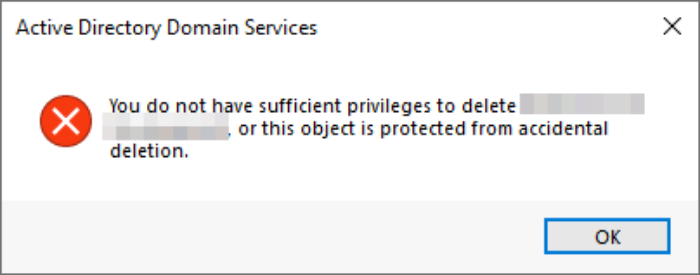 Active Directory Domain Services
You do not have sufficient privileges to delete
, or this object is protected from accidental
deletion.
OK